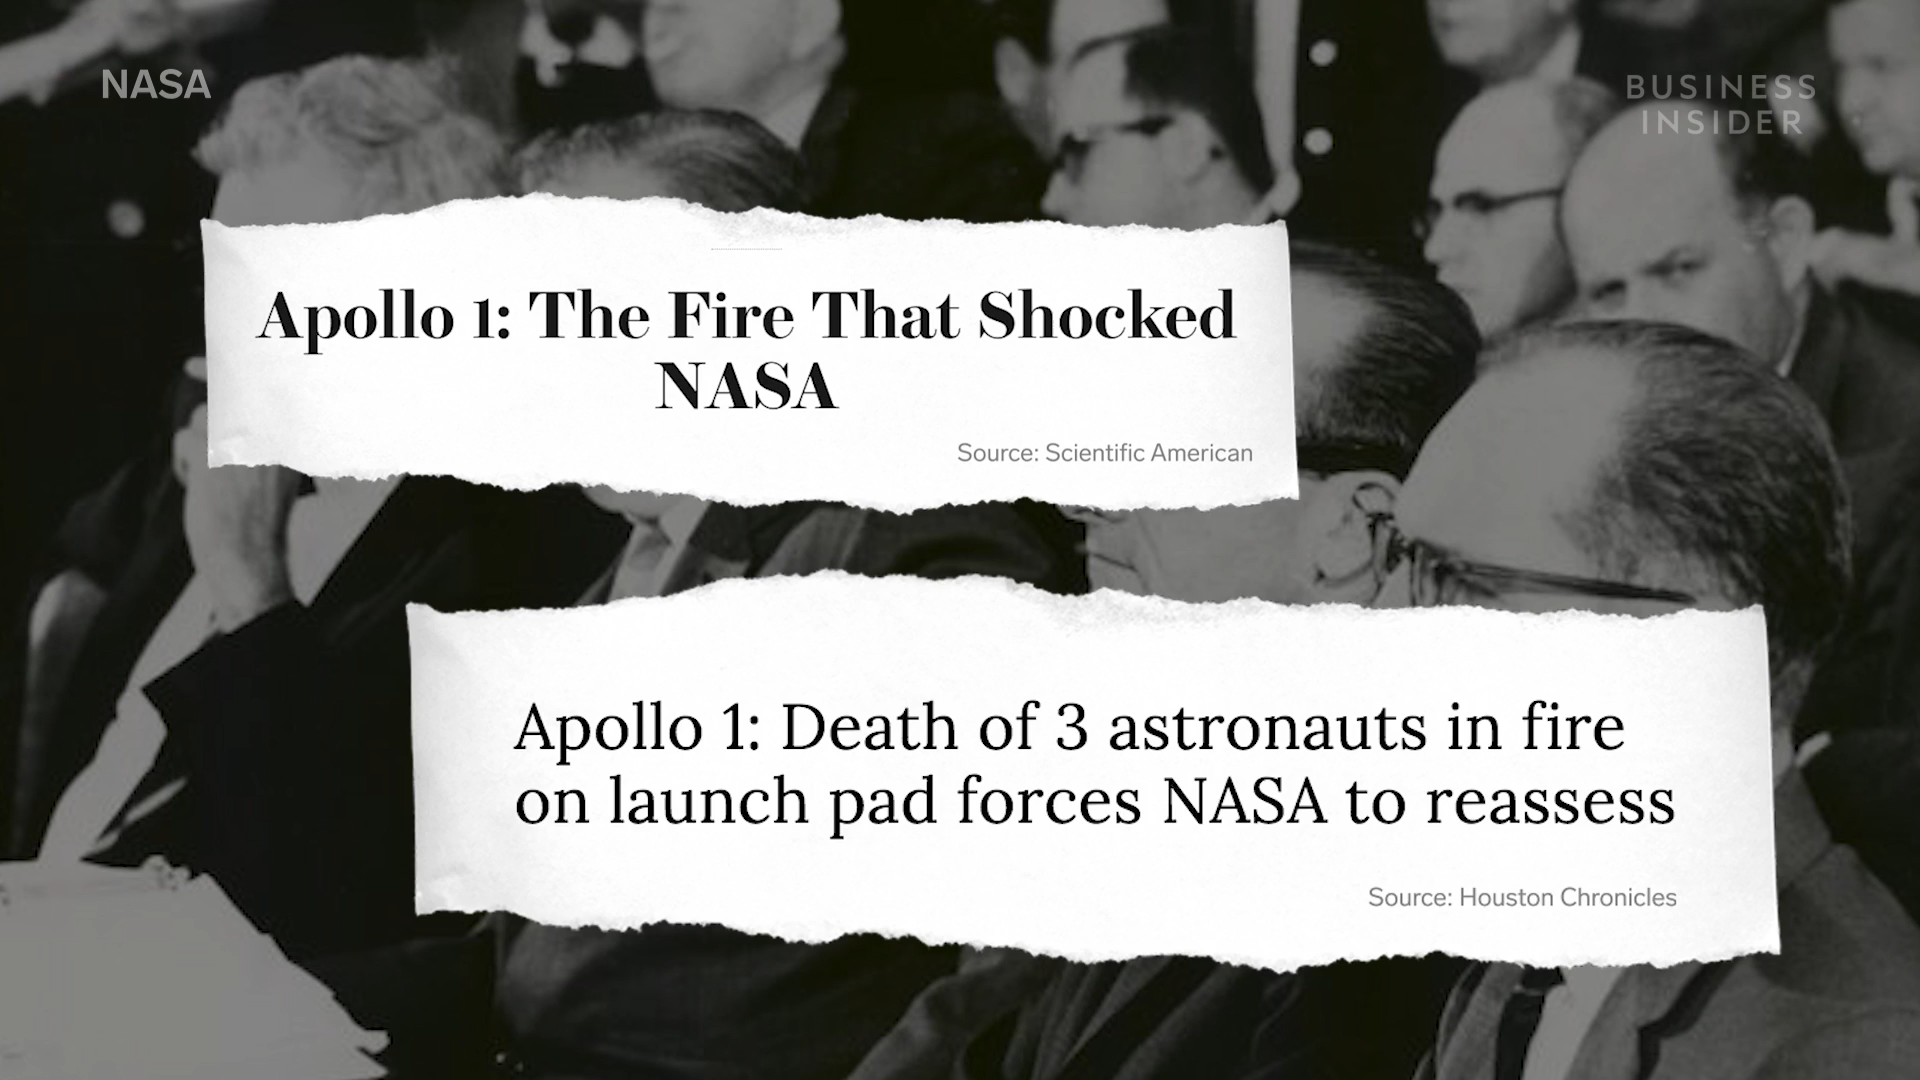 NASA
BUSINESS
INSIDER
Apollo 1: The Fire That Shocked
NASA
Source: Scientific American
Apollo 1: Death of 3 astronauts in fire
on launch pad forces NASA to reassess
Source: Houston Chronicles